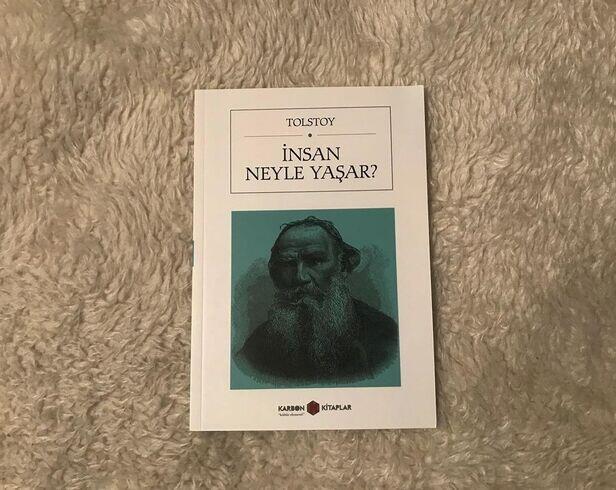 TOLSTOY
İNSAN
NEYLE YAŞAR?
KARBON KİTAPLAR